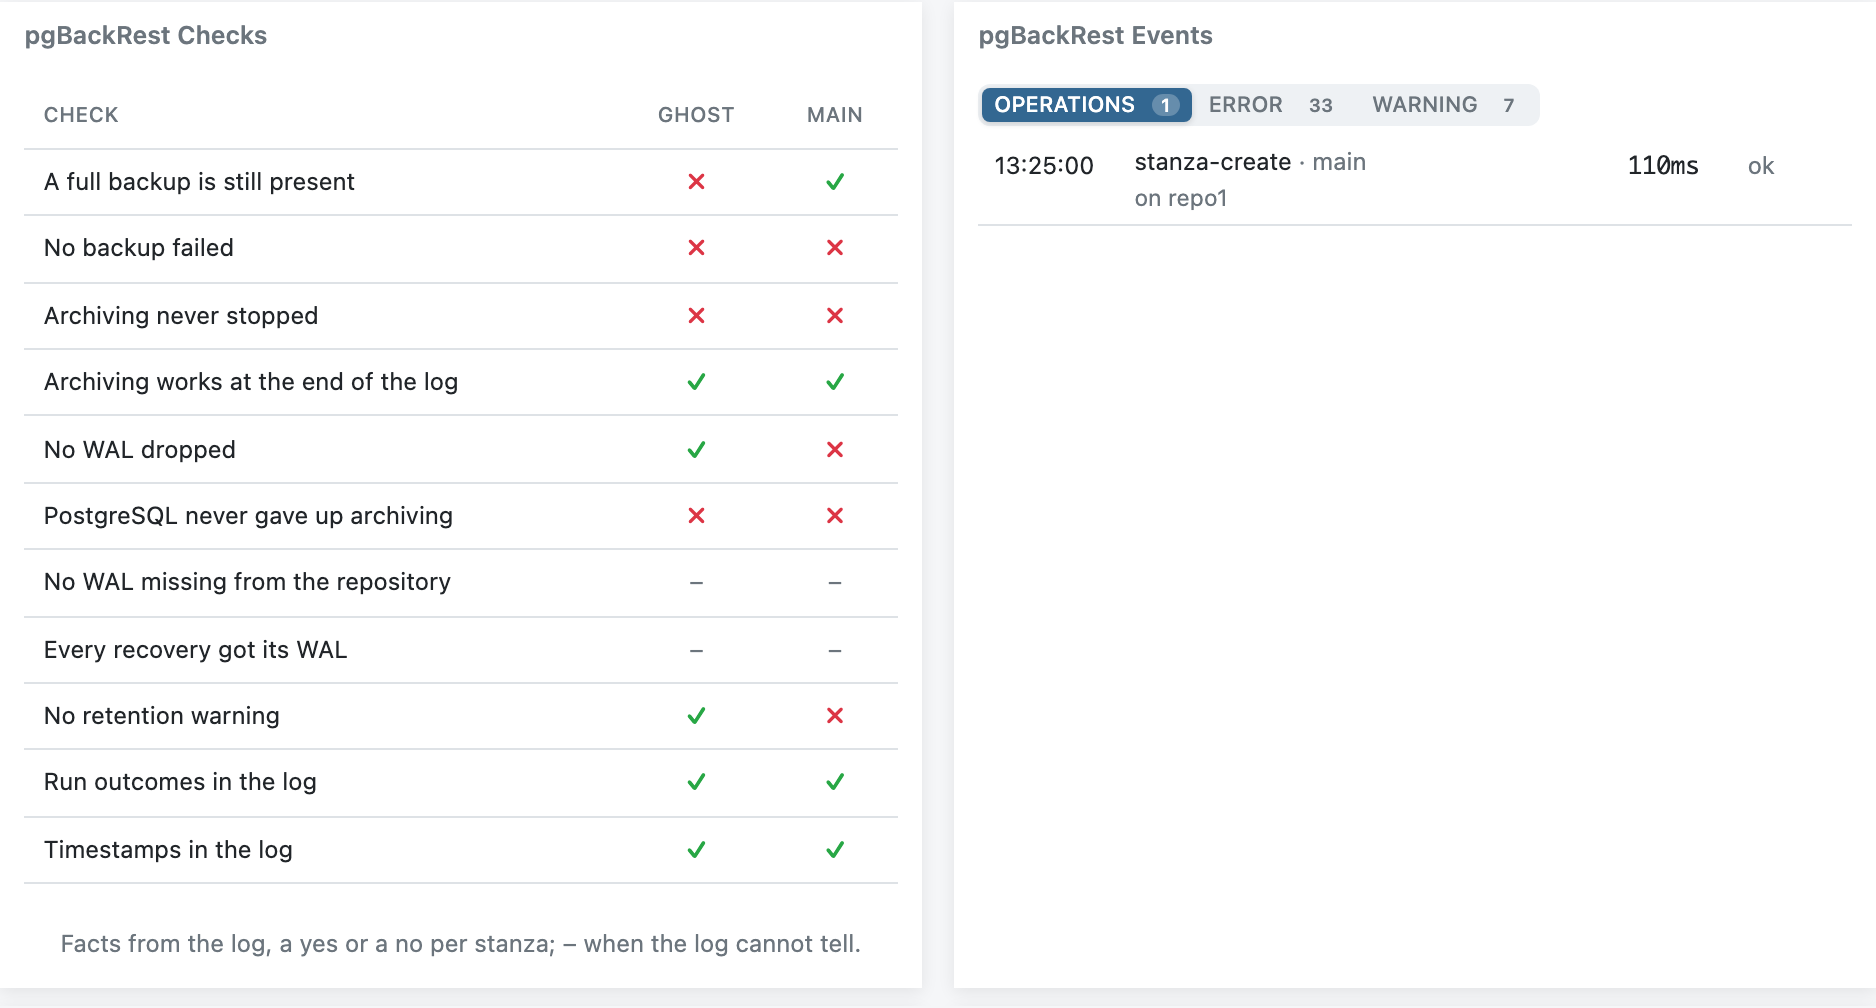 pgBackRest Checks
CHECK GHOST MAIN
A full backup is still present ✗ ✓
No backup failed ✗ ✗
Archiving never stopped ✗ ✗
Archiving works at the end of the log ✓ ✓
No WAL dropped ✓ ✗
PostgreSQL never gave up archiving ✗ ✗
No WAL missing from the repository – –
Every recovery got its WAL – –
No retention warning ✓ ✗
Run outcomes in the log ✓ ✓
Timestamps in the log ✓ ✓
Facts from the log, a yes or a no per stanza; – when the log cannot tell.
pgBackRest Events
OPERATIONS 1 ERROR 33 WARNING 7
13:25:00 stanza-create · main 110ms ok
on repo1